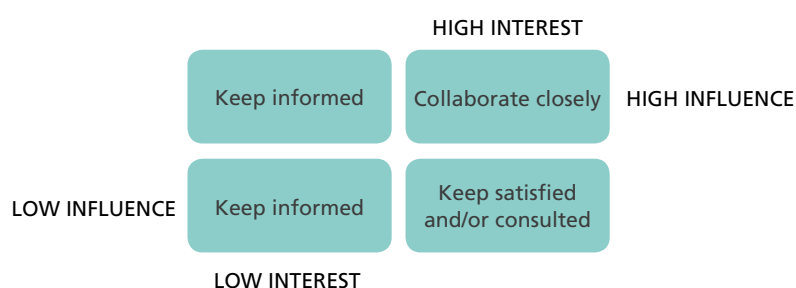 HIGH INTEREST
Keep informed
Collaborate closely
HIGH INFLUENCE
LOW INFLUENCE
Keep informed
Keep satisfied
and/or consulted
LOW INTEREST